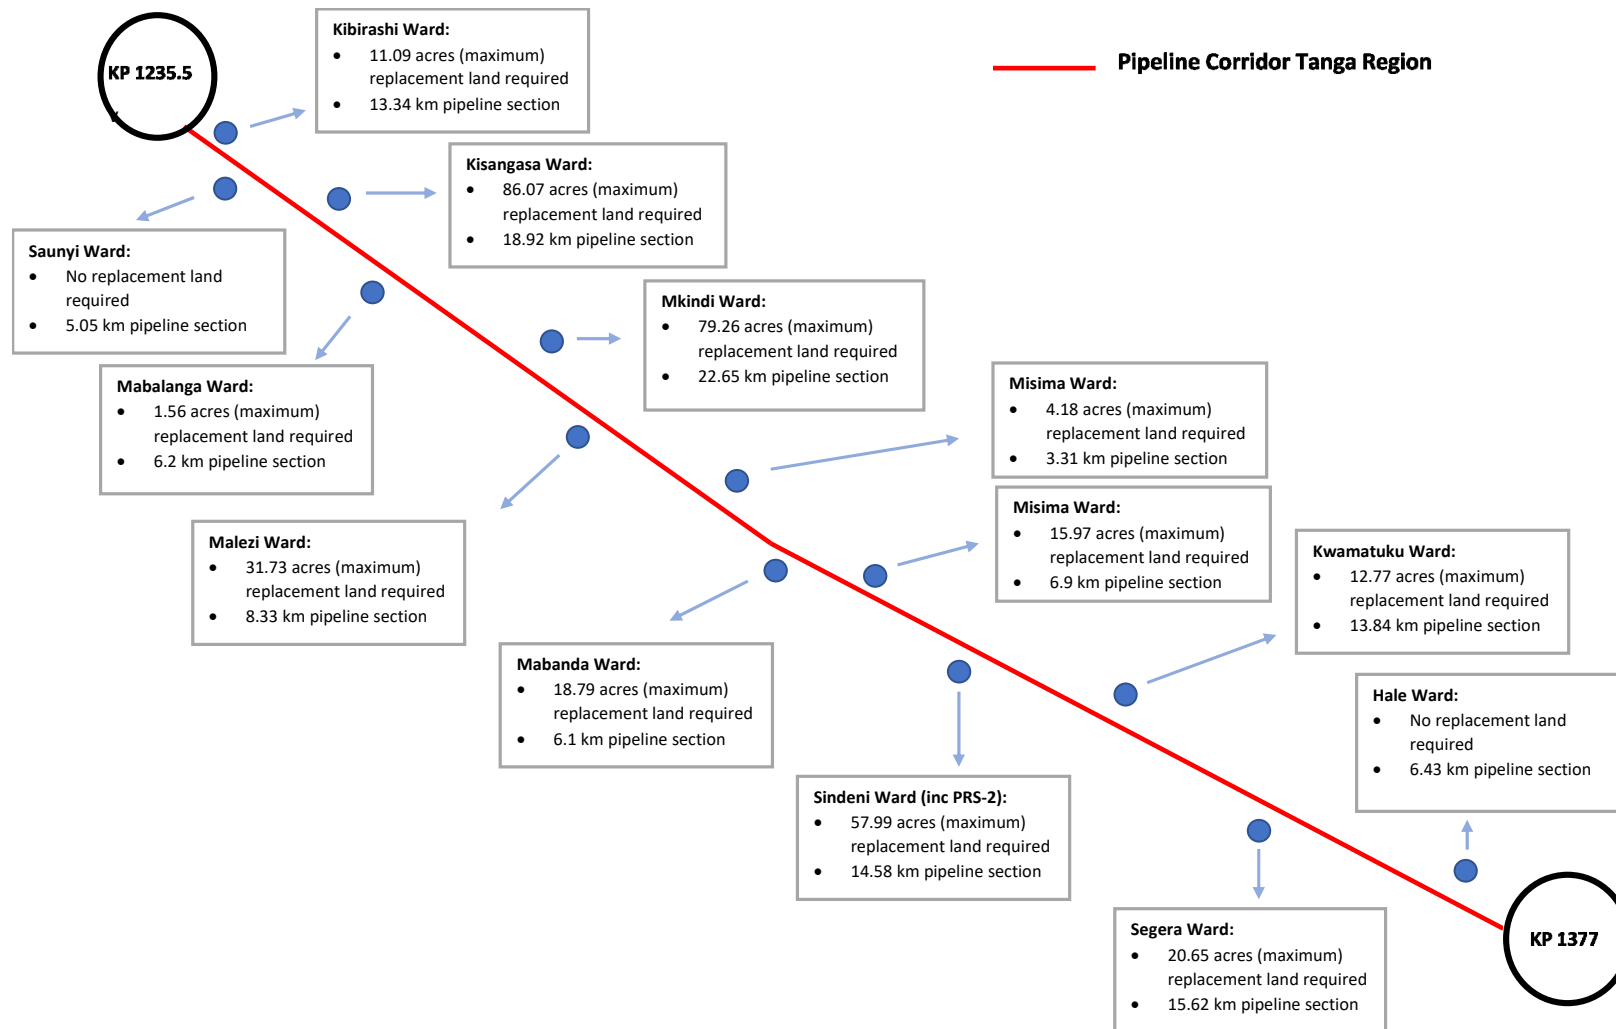 KP 1235.5
Kibirashi Ward:
• 11.09 acres (maximum)
replacement land required
• 13.34 km pipeline section
Pipeline Corridor Tanga Region
Kisangasa Ward:
• 86.07 acres (maximum)
replacement land required
• 18.92 km pipeline section
Saunyi Ward:
• No replacement land
required
• 5.05 km pipeline section
Mkindi Ward:
• 79.26 acres (maximum)
replacement land required
• 22.65 km pipeline section
Mabalanga Ward:
• 1.56 acres (maximum)
replacement land required
• 6.2 km pipeline section
Misima Ward:
• 4.18 acres (maximum)
replacement land required
• 3.31 km pipeline section
Malezi Ward:
• 31.73 acres (maximum)
replacement land required
• 8.33 km pipeline section
Misima Ward:
• 15.97 acres (maximum)
replacement land required
• 6.9 km pipeline section
Kwamatuku Ward:
• 12.77 acres (maximum)
replacement land required
• 13.84 km pipeline section
Mabanda Ward:
• 18.79 acres (maximum)
replacement land required
• 6.1 km pipeline section
Hale Ward:
• No replacement land
required
• 6.43 km pipeline section
Sindeni Ward (inc PRS-2):
• 57.99 acres (maximum)
replacement land required
• 14.58 km pipeline section
Segera Ward:
• 20.65 acres (maximum)
replacement land required
• 15.62 km pipeline section
KP 1377